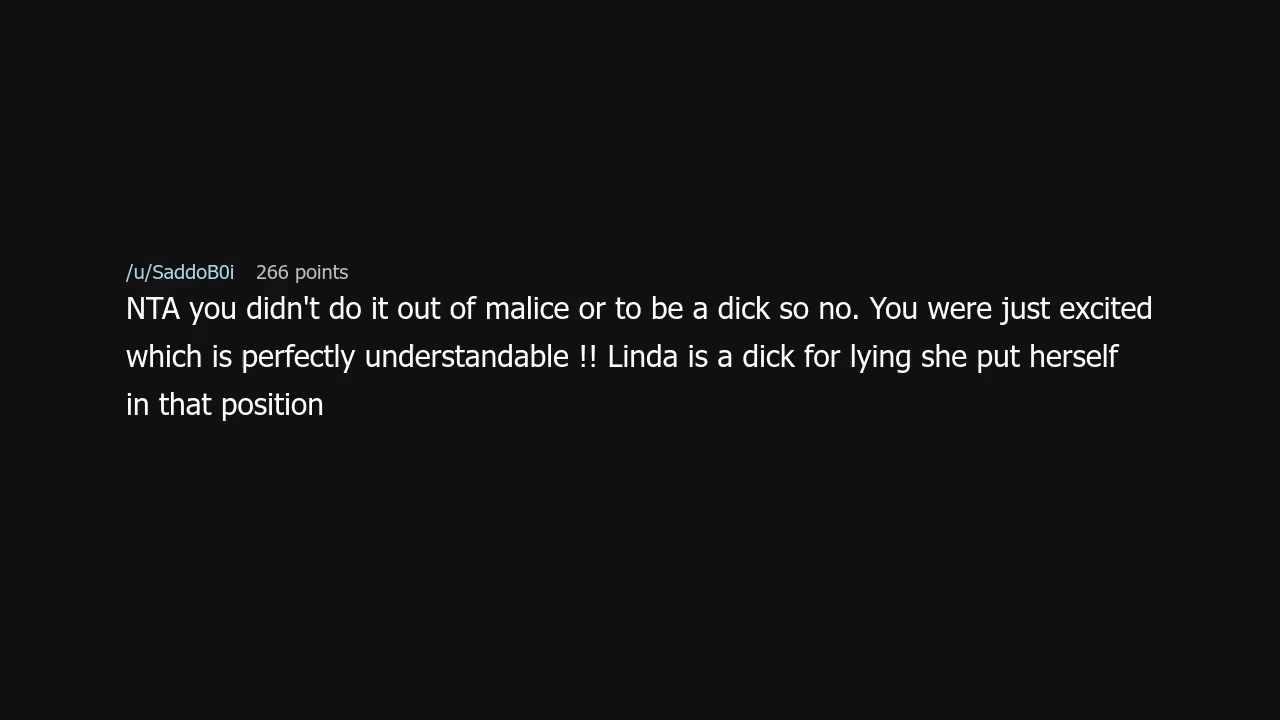 /u/SaddoB0i 266 points
NTA you didn't do it out of malice or to be a dick so no. You were just excited
which is perfectly understandable !! Linda is a dick for lying she put herself
in that position